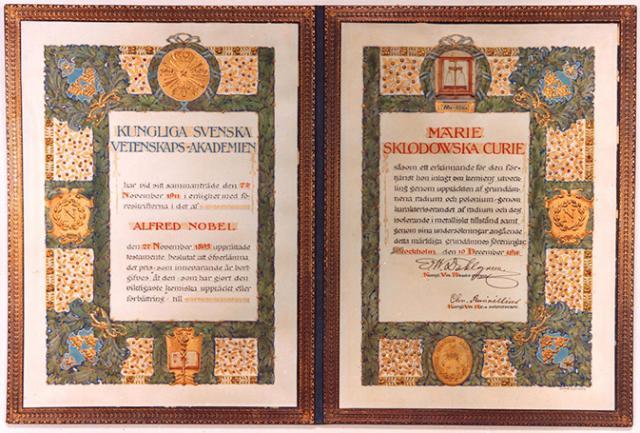 KUNGLIGA SVENSKA
VETENSKAPS-AKADEMIEN
har vid sitt sammanträde den
November 1911 i enlighet med fö-
reskrifterna i det af
ALFRED NOBEL
den 27 November 1895 upprättade
testamente, beslutat att öfverlämna
det pris, som innevarande år bort-
gifves åt den som har gjort den
viktigaste kemiska upptäckt eller
förbättring, till
MARIE
SKLODOWSKA CURIE
såsom ett erkännande för den för-
tjänst hon inlagt om kemiens utveck-
ling genom upptäckten af grundäm-
nena radium och polonium, genom
karakteriserandet af radium och dess
isolerande i metalliskt tillstånd samt
genom sina undersökningar angående
detta märkliga grundämnes föreningar.
Stockholm den 10 December 1911.